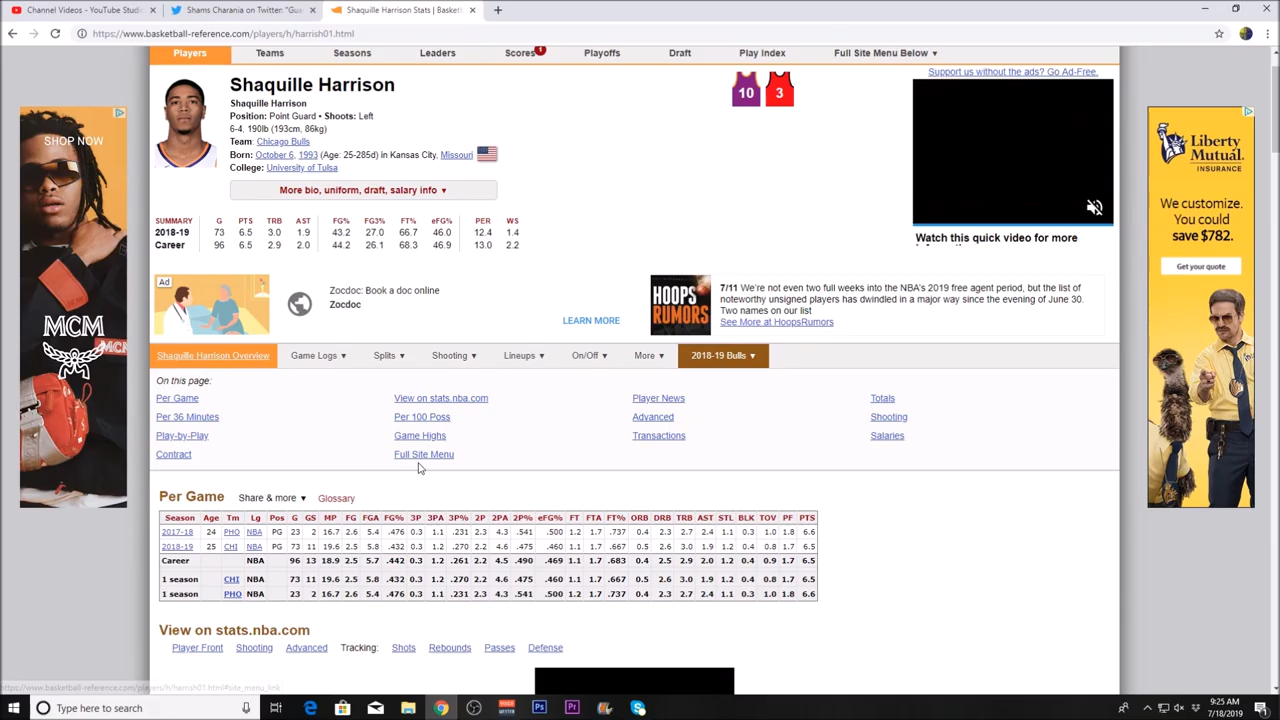 Channel Videos - YouTube Studio
Shams Charania on Twitter: "Gua
Shaquille Harrison Stats | Basket
https://www.basketball-reference.com/players/h/harrish01.html
Players Teams Seasons Leaders Scores 1 Playoffs Draft Play Index Full Site Menu Below ▼
Shaquille Harrison
Shaquille Harrison
Position: Point Guard • Shoots: Left
6-4, 190lb (193cm, 86kg)
Team: Chicago Bulls
Born: October 6, 1993 (Age: 25-285d) in Kansas City, Missouri
College: University of Tulsa
More bio, uniform, draft, salary info ▼
10 3
Support us without the ads? Go Ad-Free.
Watch this quick video for more
SUMMARY G PTS TRB AST FG% FG3% FT% eFG% PER WS
2018-19 73 6.5 3.0 1.9 43.2 27.0 66.7 46.0 12.4 1.4
Career 96 6.5 2.9 2.0 44.2 26.1 68.3 46.9 13.0 2.2
SHOP NOW
MCM
MCM
Ad
Zocdoc: Book a doc online
Zocdoc
LEARN MORE
HOOPS
RUMORS
7/11 We're not even two full weeks into the NBA's 2019 free agent period, but the list of
noteworthy unsigned players has dwindled in a major way since the evening of June 30.
Two names on our list
See More at HoopsRumors
Liberty
Mutual.
INSURANCE
We customize.
You could
save $782.
Get your quote
Shaquille Harrison Overview Game Logs ▼ Splits ▼ Shooting ▼ Lineups ▼ On/Off ▼ More ▼ 2018-19 Bulls ▼
On this page:
Per Game View on stats.nba.com Player News Totals
Per 36 Minutes Per 100 Poss Advanced Shooting
Play-by-Play Game Highs Transactions Salaries
Contract Full Site Menu
Per Game Share & more ▼ Glossary
Season Age Tm Lg Pos G GS MP FG FGA FG% 3P 3PA 3P% 2P 2PA 2P% eFG% FT FTA FT% ORB DRB TRB AST STL BLK TOV PF PTS
2017-18 24 PHO NBA PG 23 2 16.7 2.6 5.4 .476 0.3 1.1 .231 2.3 4.3 .541 .500 1.2 1.7 .737 0.4 2.3 2.7 2.4 1.1 0.3 1.0 1.8 6.6
2018-19 25 CHI NBA PG 73 11 19.6 2.5 5.8 .432 0.3 1.2 .270 2.2 4.6 .475 .460 1.1 1.7 .667 0.5 2.6 3.0 1.9 1.2 0.4 0.8 1.7 6.5
Career NBA 96 13 18.9 2.5 5.7 .442 0.3 1.2 .261 2.2 4.5 .490 .469 1.2 1.7 .683 0.4 2.5 2.9 2.0 1.2 0.4 0.9 1.7 6.5
1 season CHI NBA 73 11 19.6 2.5 5.8 .432 0.3 1.2 .270 2.2 4.6 .475 .460 1.1 1.7 .667 0.5 2.6 3.0 1.9 1.2 0.4 0.8 1.7 6.5
1 season PHO NBA 23 2 16.7 2.6 5.4 .476 0.3 1.1 .231 2.3 4.3 .541 .500 1.2 1.7 .737 0.4 2.3 2.7 2.4 1.1 0.3 1.0 1.8 6.6
View on stats.nba.com
Player Front Shooting Advanced Tracking: Shots Rebounds Passes Defense
https://www.basketball-reference.com/players/h/harrish01.html#site_menu_link
Type here to search
9:25 AM
7/18/2019